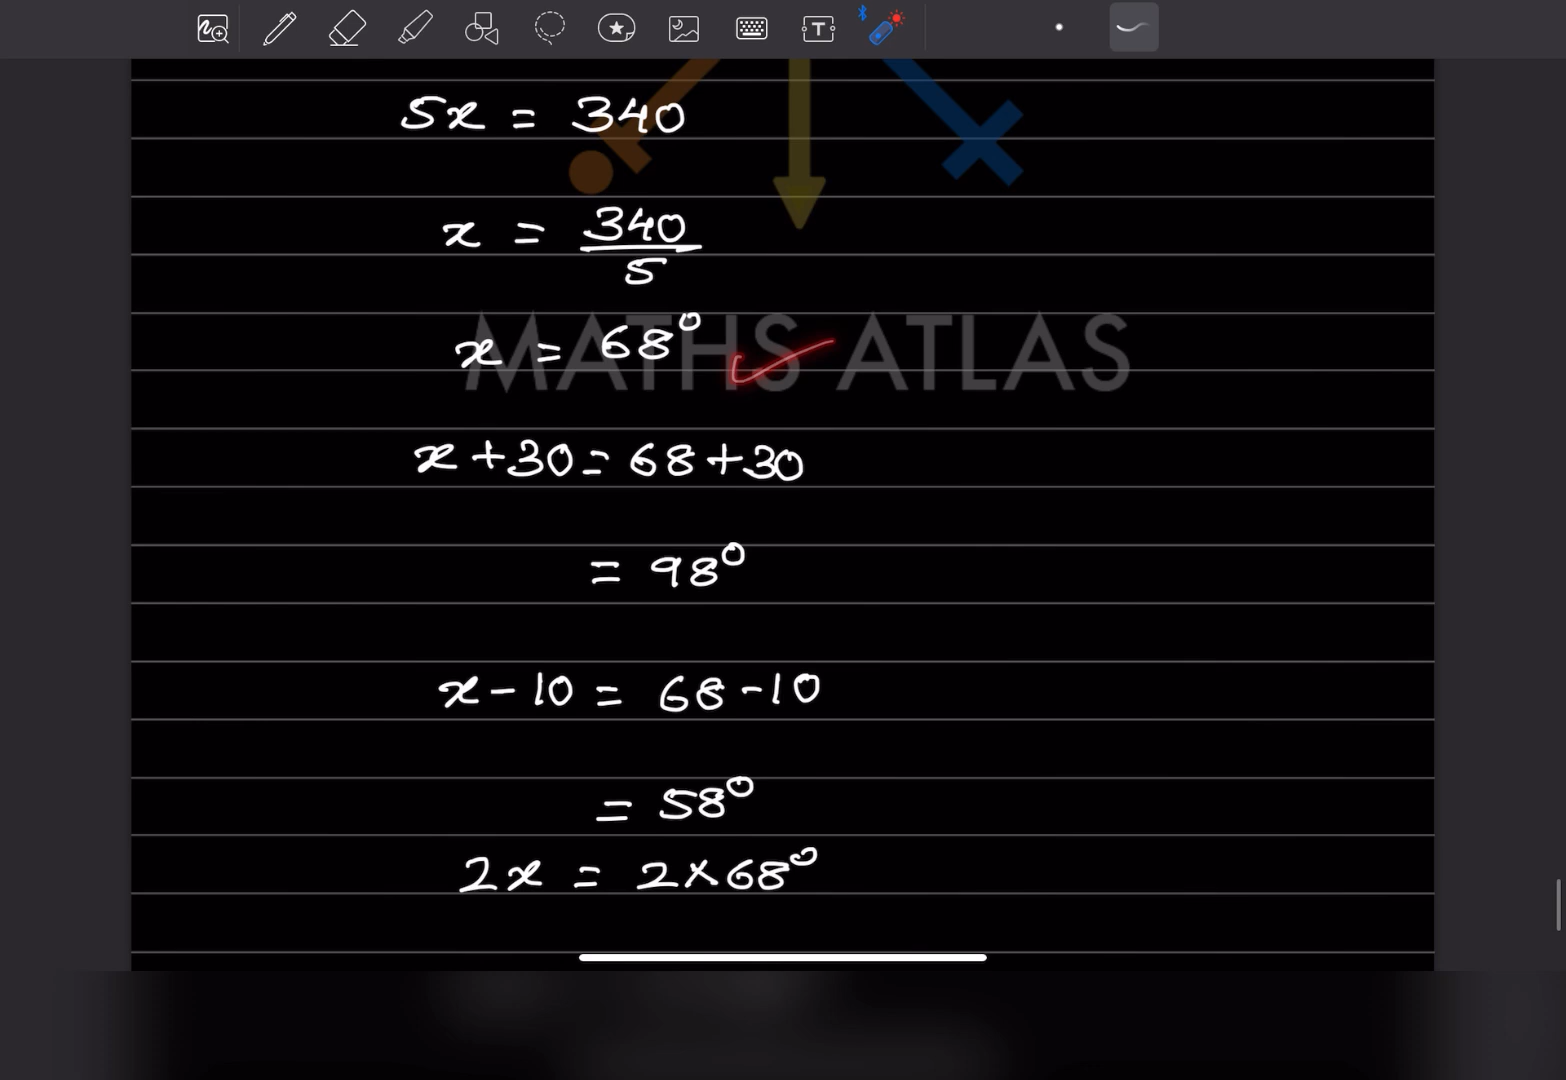 5x = 340
x = 340/5
x = 68°
MATHS ATLAS
x + 30 = 68 + 30
= 98°
x - 10 = 68 - 10
= 58°
2x = 2 × 68°